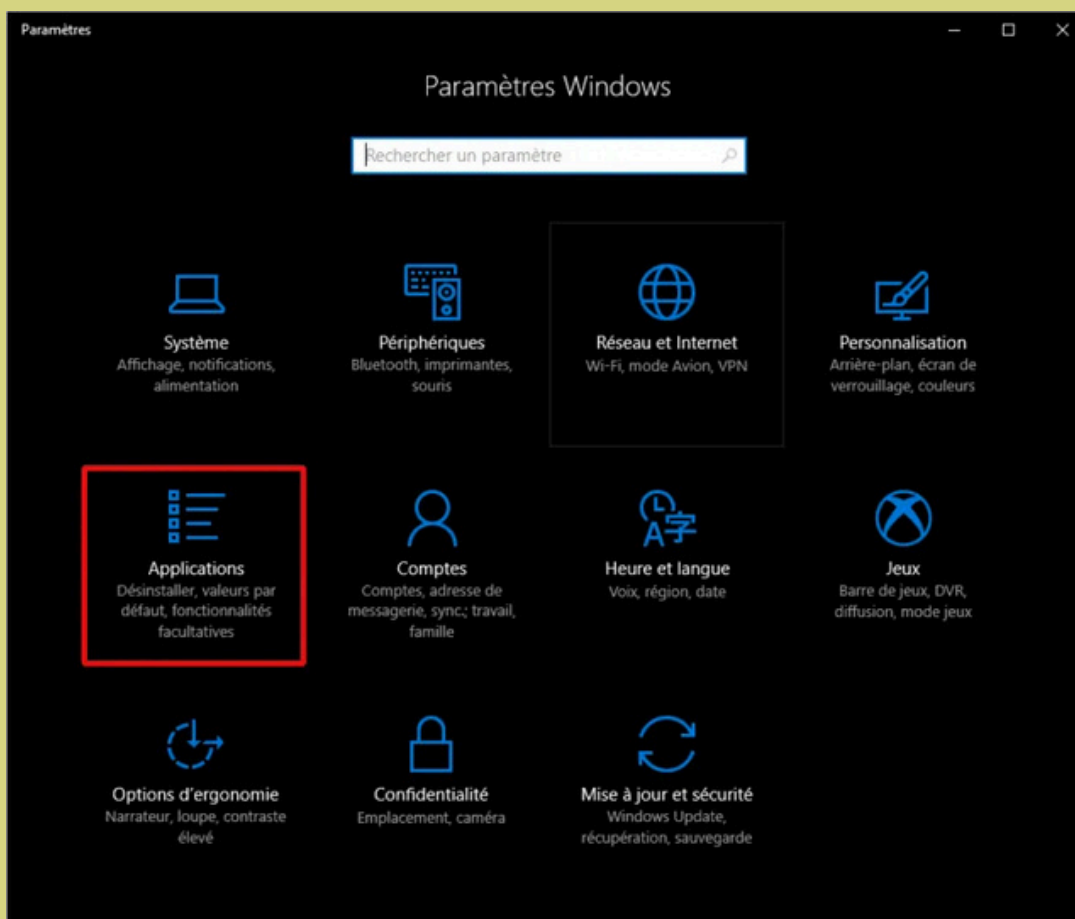 Paramètres
Paramètres Windows
Rechercher un paramètre
Système
Affichage, notifications,
alimentation
Périphériques
Bluetooth, imprimantes,
souris
Réseau et Internet
Wi-Fi, mode Avion, VPN
Personnalisation
Arrière-plan, écran de
verrouillage, couleurs
Applications
Désinstaller, valeurs par
défaut, fonctionnalités
facultatives
Comptes
Comptes, adresse de
messagerie, sync.; travail,
famille
Heure et langue
Voix, région, date
Jeux
Barre de jeux, DVR,
diffusion, mode jeux
Options d'ergonomie
Narrateur, loupe, contraste
élevé
Confidentialité
Emplacement, caméra
Mise à jour et sécurité
Windows Update,
récupération, sauvegarde